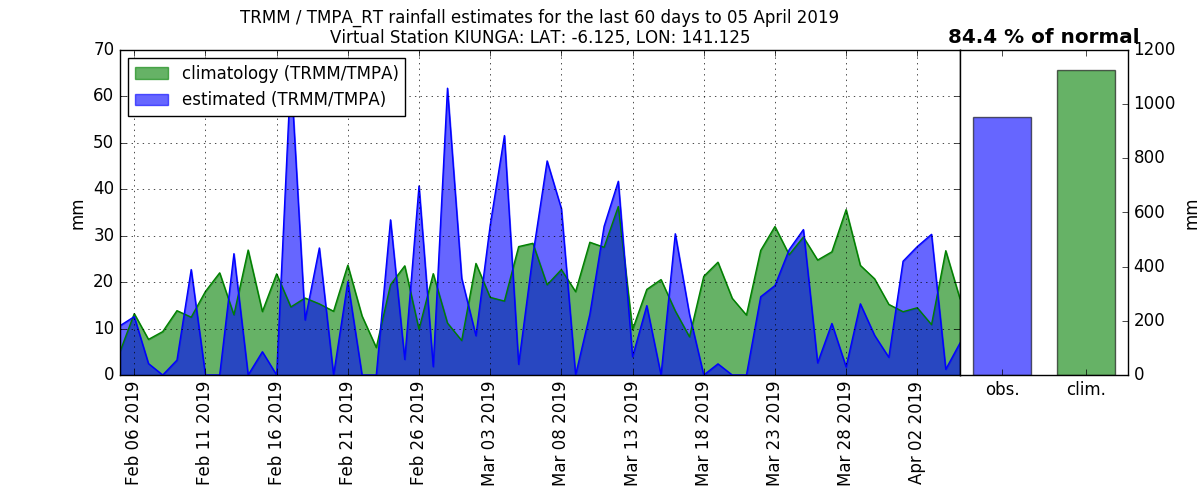 TRMM / TMPA_RT rainfall estimates for the last 60 days to 05 April 2019
Virtual Station KIUNGA: LAT: -6.125, LON: 141.125
84.4 % of normal
climatology (TRMM/TMPA)
estimated (TRMM/TMPA)
70
60
50
40
30
20
10
0
mm
Feb 06 2019
Feb 11 2019
Feb 16 2019
Feb 21 2019
Feb 26 2019
Mar 03 2019
Mar 08 2019
Mar 13 2019
Mar 18 2019
Mar 23 2019
Mar 28 2019
Apr 02 2019
obs.
clim.
1200
1000
800
600
400
200
0
mm